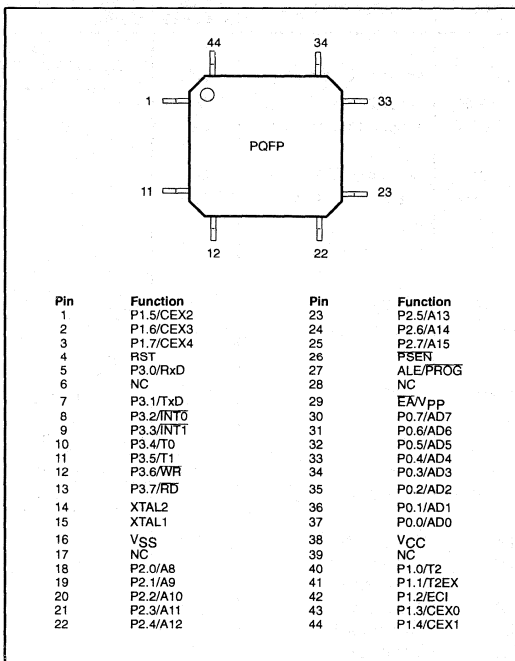 44 34
1 33
PQFP
11 23
12 22
Pin Function Pin Function
1 P1.5/CEX2 23 P2.5/A13
2 P1.6/CEX3 24 P2.6/A14
3 P1.7/CEX4 25 P2.7/A15
4 RST 26 PSEN
5 P3.0/RxD 27 ALE/PROG
6 NC 28 NC
7 P3.1/TxD 29 EA/VPP
8 P3.2/INT0 30 P0.7/AD7
9 P3.3/INT1 31 P0.6/AD6
10 P3.4/T0 32 P0.5/AD5
11 P3.5/T1 33 P0.4/AD4
12 P3.6/WR 34 P0.3/AD3
13 P3.7/RD 35 P0.2/AD2
14 XTAL2 36 P0.1/AD1
15 XTAL1 37 P0.0/AD0
16 VSS 38 VCC
17 NC 39 NC
18 P2.0/A8 40 P1.0/T2
19 P2.1/A9 41 P1.1/T2EX
20 P2.2/A10 42 P1.2/ECI
21 P2.3/A11 43 P1.3/CEX0
22 P2.4/A12 44 P1.4/CEX1